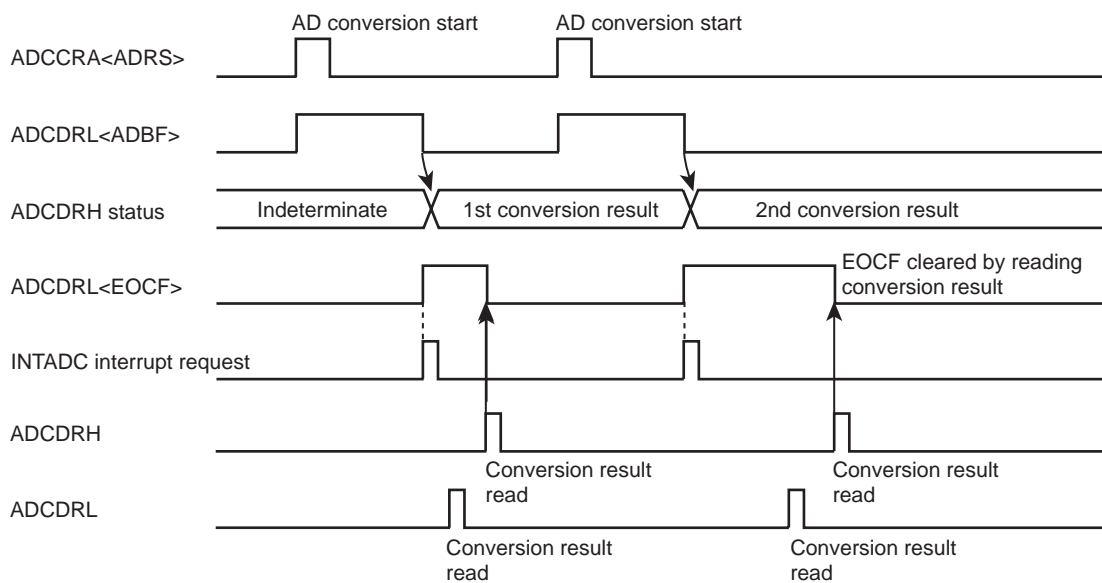 AD conversion start AD conversion start
ADCCRA<ADRS>
ADCDRL<ADBF>
ADCDRH status Indeterminate 1st conversion result 2nd conversion result
EOCF cleared by reading
conversion result
ADCDRL<EOCF>
INTADC interrupt request
ADCDRH
Conversion result
read
Conversion result
read
ADCDRL
Conversion result
read
Conversion result
read